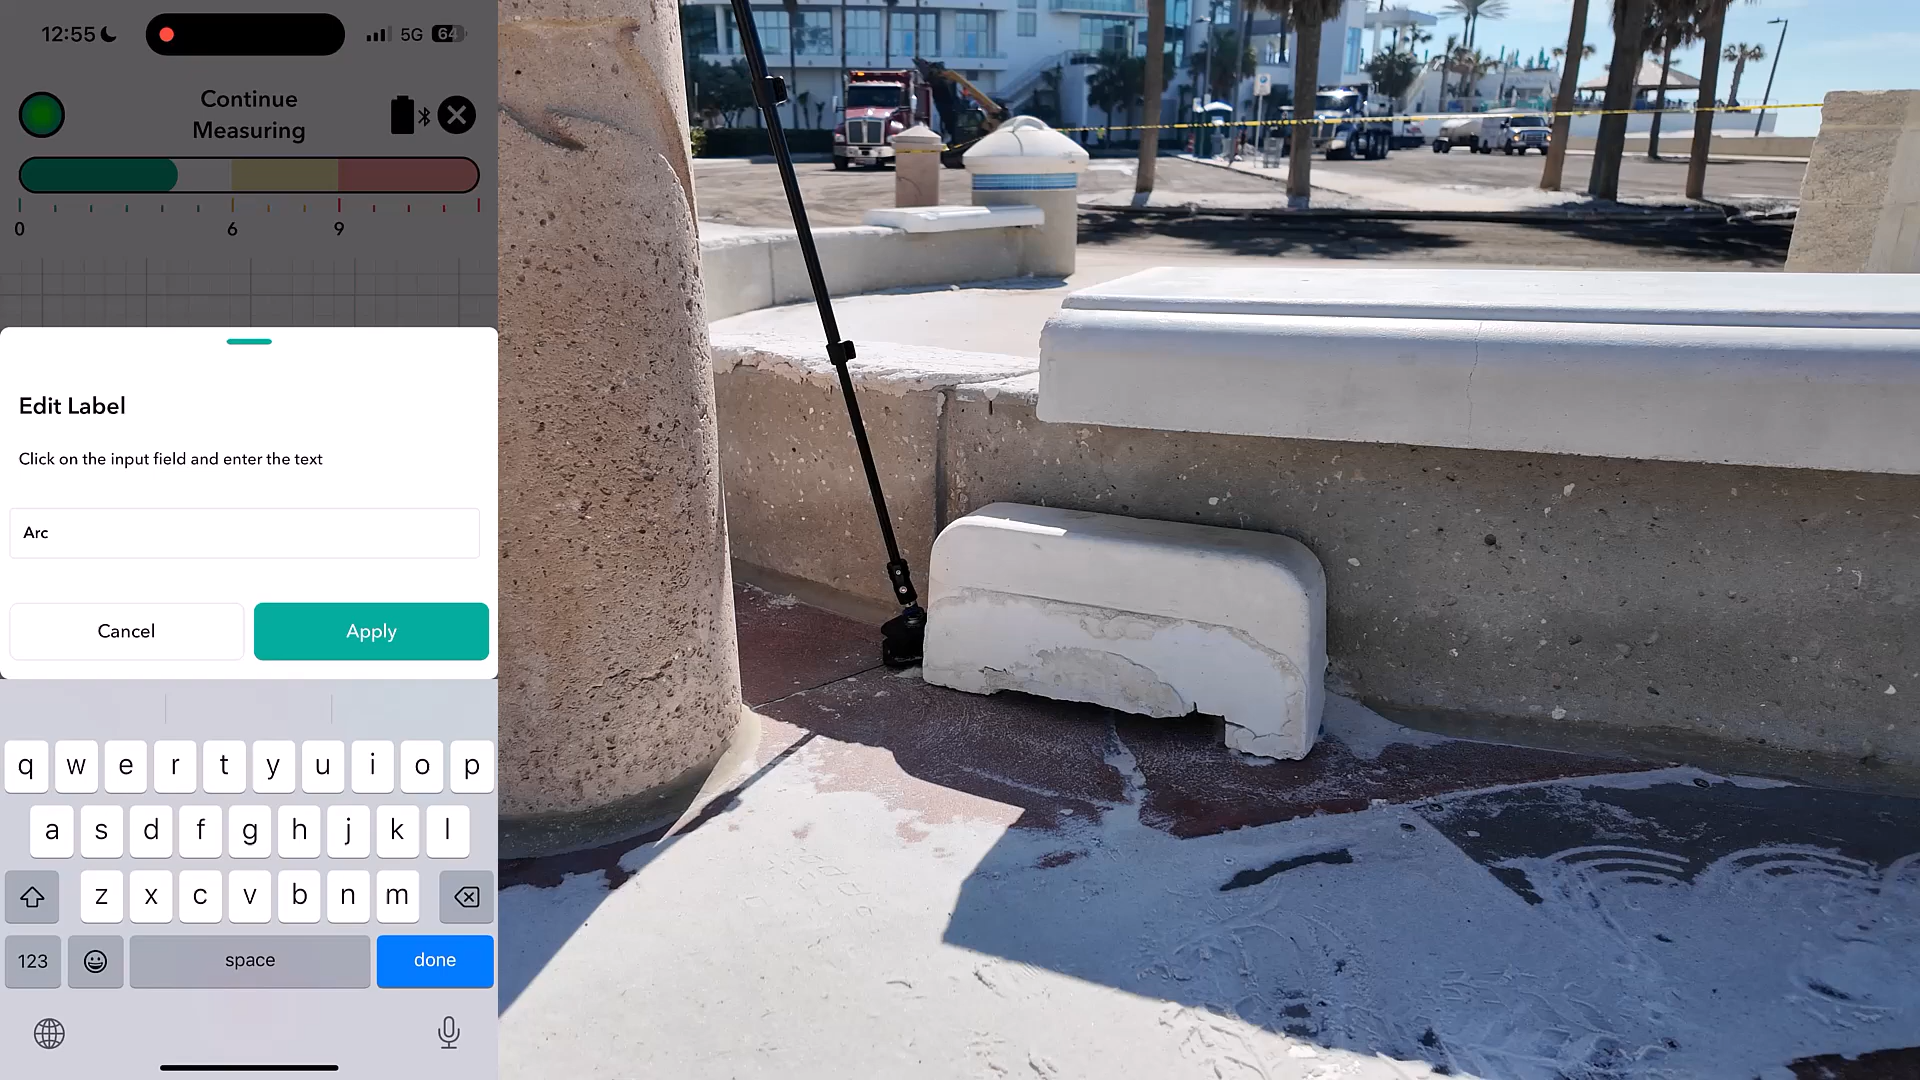 12:55
5G 64
Continue
Measuring
0 6 9
Edit Label
Click on the input field and enter the text
Arc
Cancel Apply
q w e r t y u i o p
a s d f g h j k l
z x c v b n m
123 space done